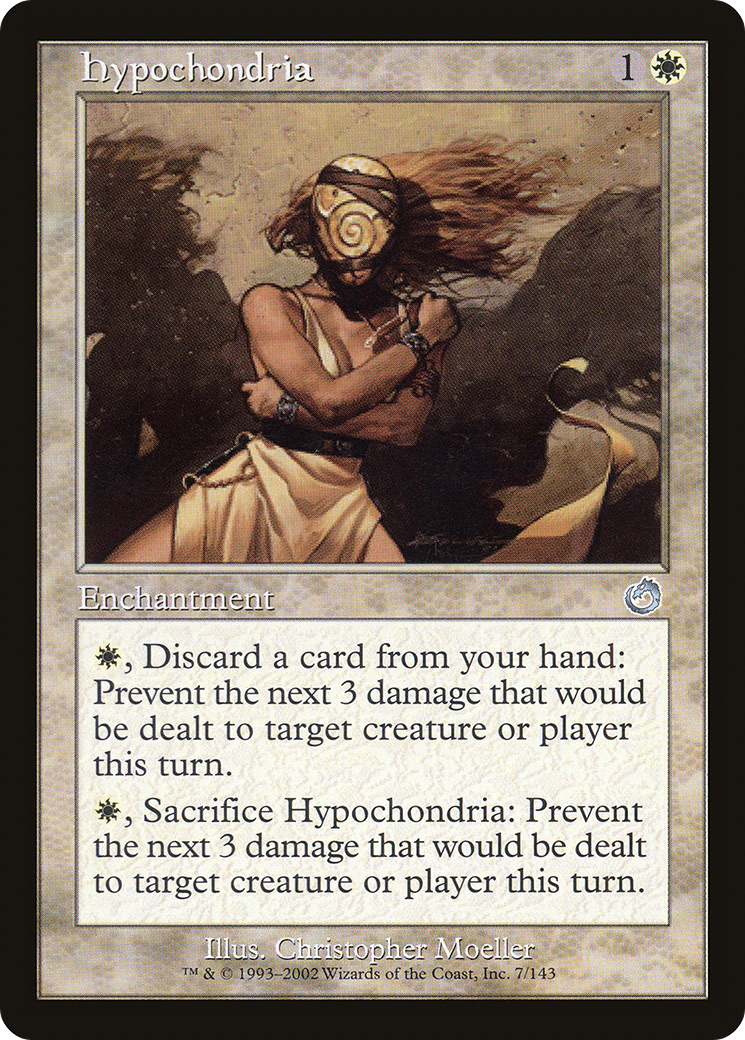 Hypochondria 1
Enchantment
, Discard a card from your hand:
Prevent the next 3 damage that would
be dealt to target creature or player
this turn.
, Sacrifice Hypochondria: Prevent
the next 3 damage that would be dealt
to target creature or player this turn.
Illus. Christopher Moeller
™ & © 1993–2002 Wizards of the Coast, Inc. 7/143